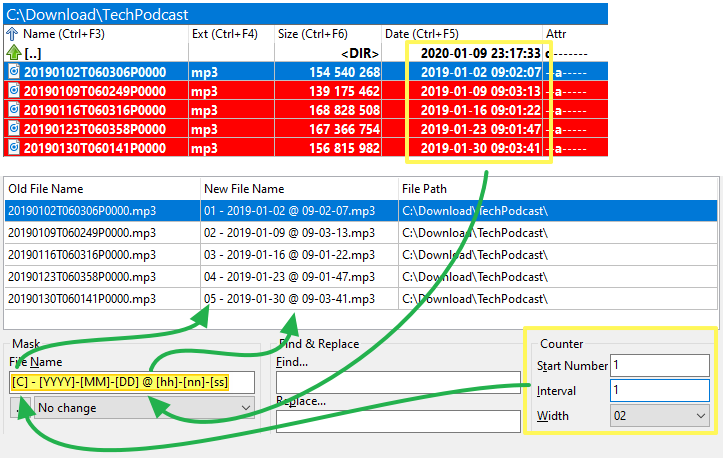 C:\Download\TechPodcast
Name (Ctrl+F3) Ext (Ctrl+F4) Size (Ctrl+F6) Date (Ctrl+F5) Attr
[..] <DIR> 2020-01-09 23:17:33 d-------
20190102T060306P0000 mp3 154 540 268 2019-01-02 09:02:07 --a-----
20190109T060249P0000 mp3 139 175 462 2019-01-09 09:03:13 --a-----
20190116T060316P0000 mp3 168 828 508 2019-01-16 09:01:22 --a-----
20190123T060358P0000 mp3 167 366 754 2019-01-23 09:01:47 --a-----
20190130T060141P0000 mp3 156 815 982 2019-01-30 09:03:41 --a-----
Old File Name New File Name File Path
20190102T060306P0000.mp3 01 - 2019-01-02 @ 09-02-07.mp3 C:\Download\TechPodcast\
20190109T060249P0000.mp3 02 - 2019-01-09 @ 09-03-13.mp3 C:\Download\TechPodcast\
20190116T060316P0000.mp3 03 - 2019-01-16 @ 09-01-22.mp3 C:\Download\TechPodcast\
20190123T060358P0000.mp3 04 - 2019-01-23 @ 09-01-47.mp3 C:\Download\TechPodcast\
20190130T060141P0000.mp3 05 - 2019-01-30 @ 09-03-41.mp3 C:\Download\TechPodcast\
Mask Find & Replace Counter
File Name Find... Start Number 1
[C] - [YYYY]-[MM]-[DD] @ [hh]-[nn]-[ss] Interval 1
... No change Replace... Width 02